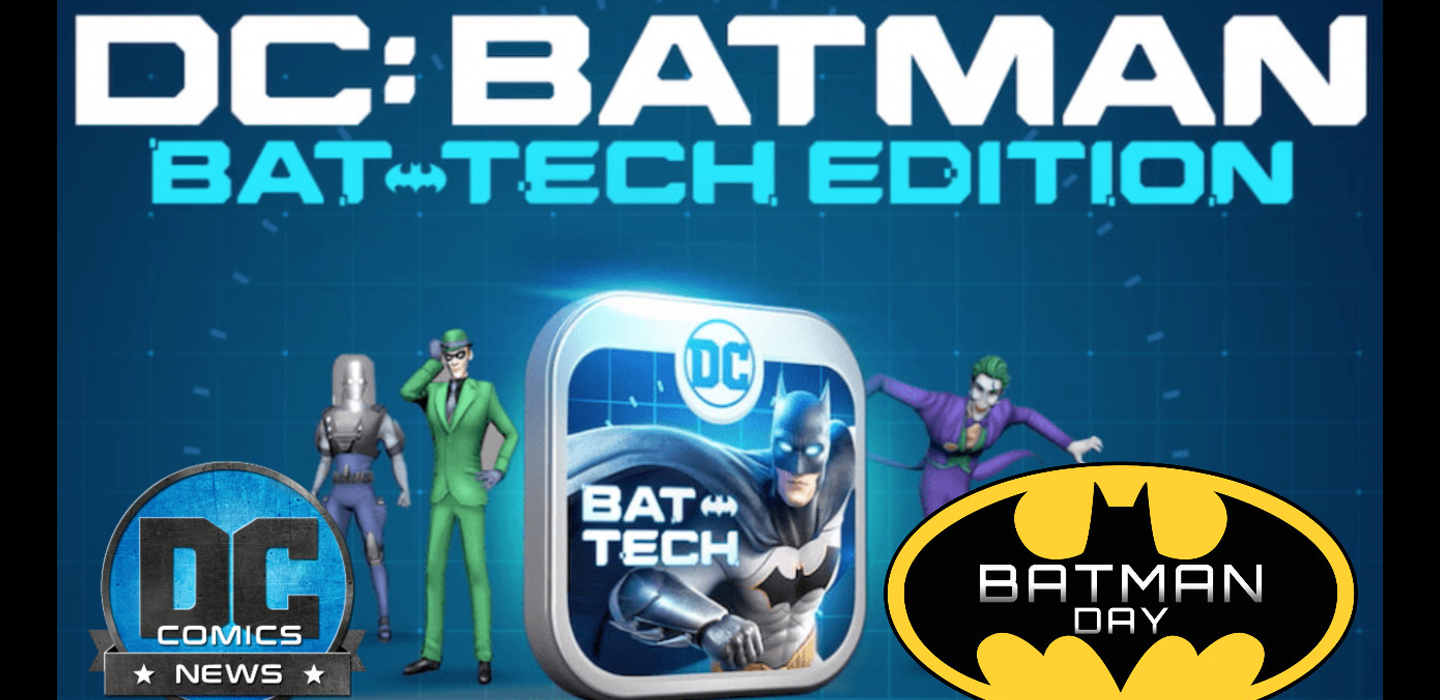 DC: BATMAN
BAT-TECH EDITION
DC
BAT
TECH
DC
COMICS
NEWS
BATMAN
DAY